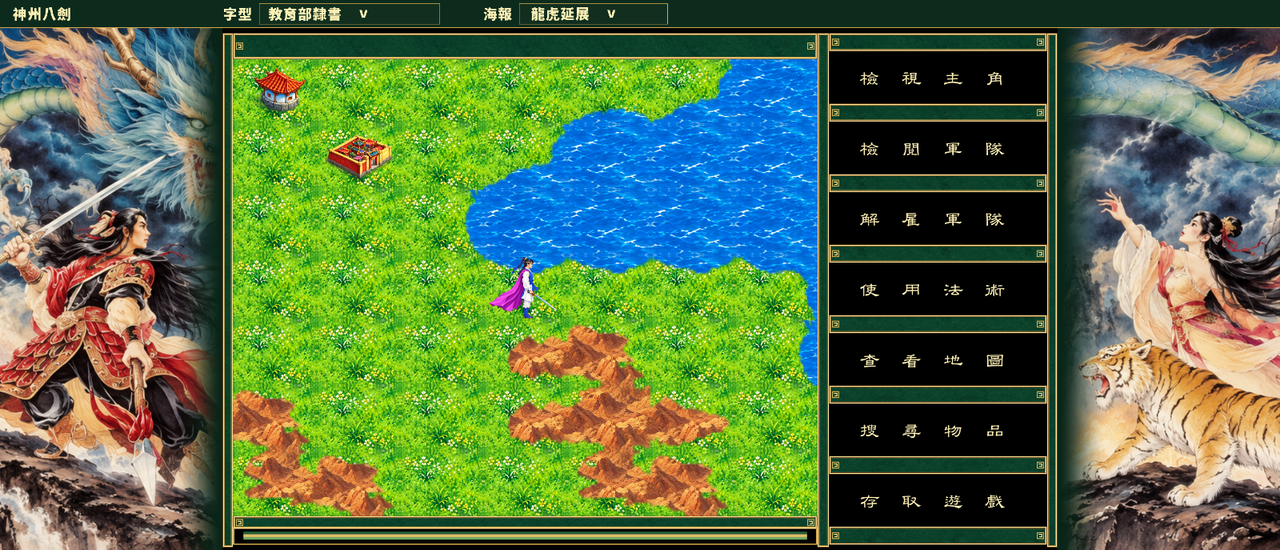 神州八劍 字型 教育部隸書 v 海報 龍虎延展 v
檢視主角
檢閱軍隊
解雇軍隊
使用法術
查看地圖
搜尋物品
存取遊戲